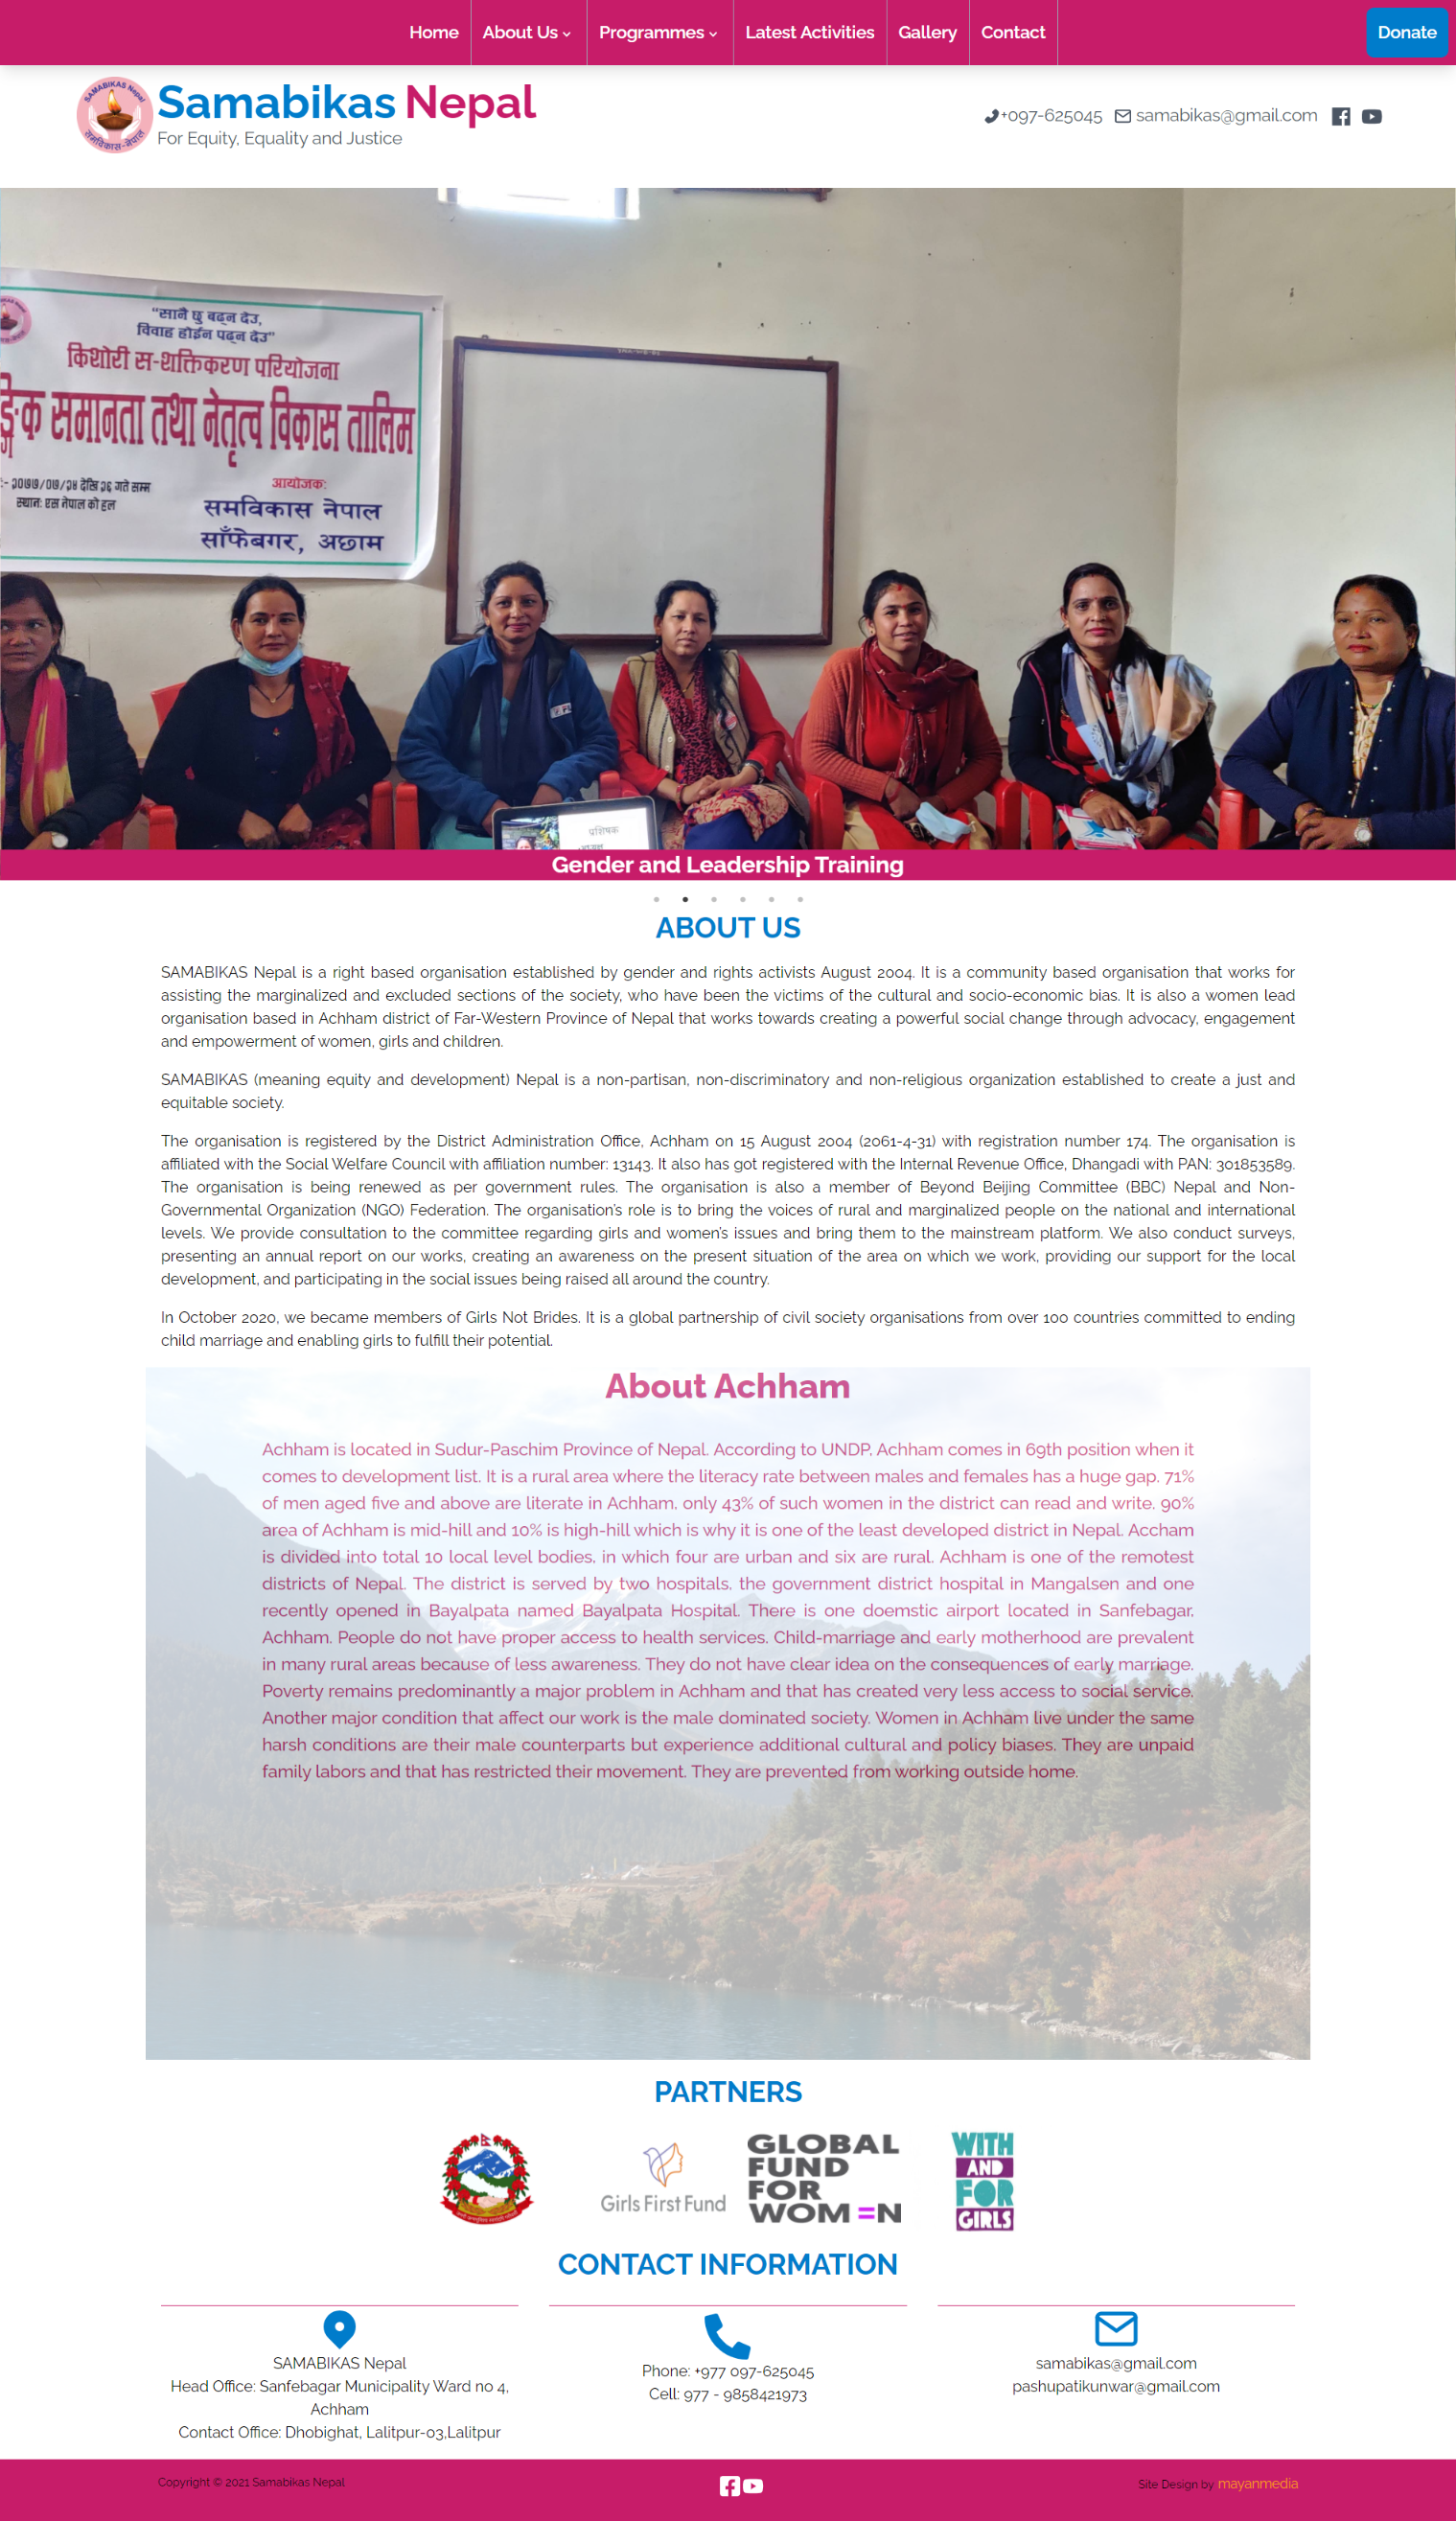 Home
About Us
Programmes
Latest Activities
Gallery
Contact
Donate
SAMABIKAS Nepal
समविकास-नेपाल
Samabikas Nepal
For Equity, Equality and Justice
+097-625045
samabikas@gmail.com
"सानै छु बढ्न देउ,
विवाह होईन पढ्न देउ"
किशोरी स-शक्तिकरण परियोजना
समानता तथा नेतृत्व विकास तालिम
:- २०७७/०७/२४ देखि २६ गते सम्म
स्थान: एस नेपाल को हल
आयोजक:
समविकास नेपाल
साँफेबगर, अछाम
प्रशिक्षक
Gender and Leadership Training
ABOUT US
SAMABIKAS Nepal is a right based organisation established by gender and rights activists August 2004. It is a community based organisation that works for
assisting the marginalized and excluded sections of the society, who have been the victims of the cultural and socio-economic bias. It is also a women lead
organisation based in Achham district of Far-Western Province of Nepal that works towards creating a powerful social change through advocacy, engagement
and empowerment of women, girls and children.
SAMABIKAS (meaning equity and development) Nepal is a non-partisan, non-discriminatory and non-religious organization established to create a just and
equitable society.
The organisation is registered by the District Administration Office, Achham on 15 August 2004 (2061-4-31) with registration number 174. The organisation is
affiliated with the Social Welfare Council with affiliation number: 13143. It also has got registered with the Internal Revenue Office, Dhangadi with PAN: 301853589.
The organisation is being renewed as per government rules. The organisation is also a member of Beyond Beijing Committee (BBC) Nepal and Non-
Governmental Organization (NGO) Federation. The organisation's role is to bring the voices of rural and marginalized people on the national and international
levels. We provide consultation to the committee regarding girls and women's issues and bring them to the mainstream platform. We also conduct surveys,
presenting an annual report on our works, creating an awareness on the present situation of the area on which we work, providing our support for the local
development, and participating in the social issues being raised all around the country.
In October 2020, we became members of Girls Not Brides. It is a global partnership of civil society organisations from over 100 countries committed to ending
child marriage and enabling girls to fulfill their potential.
About Achham
Achham is located in Sudur-Paschim Province of Nepal. According to UNDP, Achham comes in 69th position when it
comes to development list. It is a rural area where the literacy rate between males and females has a huge gap. 71%
of men aged five and above are literate in Achham, only 43% of such women in the district can read and write. 90%
area of Achham is mid-hill and 10% is high-hill which is why it is one of the least developed district in Nepal. Accham
is divided into total 10 local level bodies, in which four are urban and six are rural. Achham is one of the remotest
districts of Nepal. The district is served by two hospitals, the government district hospital in Mangalsen and one
recently opened in Bayalpata named Bayalpata Hospital. There is one doemstic airport located in Sanfebagar,
Achham. People do not have proper access to health services. Child-marriage and early motherhood are prevalent
in many rural areas because of less awareness. They do not have clear idea on the consequences of early marriage.
Poverty remains predominantly a major problem in Achham and that has created very less access to social service.
Another major condition that affect our work is the male dominated society. Women in Achham live under the same
harsh conditions are their male counterparts but experience additional cultural and policy biases. They are unpaid
family labors and that has restricted their movement. They are prevented from working outside home.
PARTNERS
Girls First Fund
GLOBAL
FUND
FOR
WOM=N
WITH
AND
FOR
GIRLS
CONTACT INFORMATION
SAMABIKAS Nepal
Head Office: Sanfebagar Municipality Ward no 4,
Achham
Contact Office: Dhobighat, Lalitpur-03,Lalitpur
Phone: +977 097-625045
Cell: 977 - 9858421973
samabikas@gmail.com
pashupatikunwar@gmail.com
Copyright © 2021 Samabikas Nepal
Site Design by mayanmedia